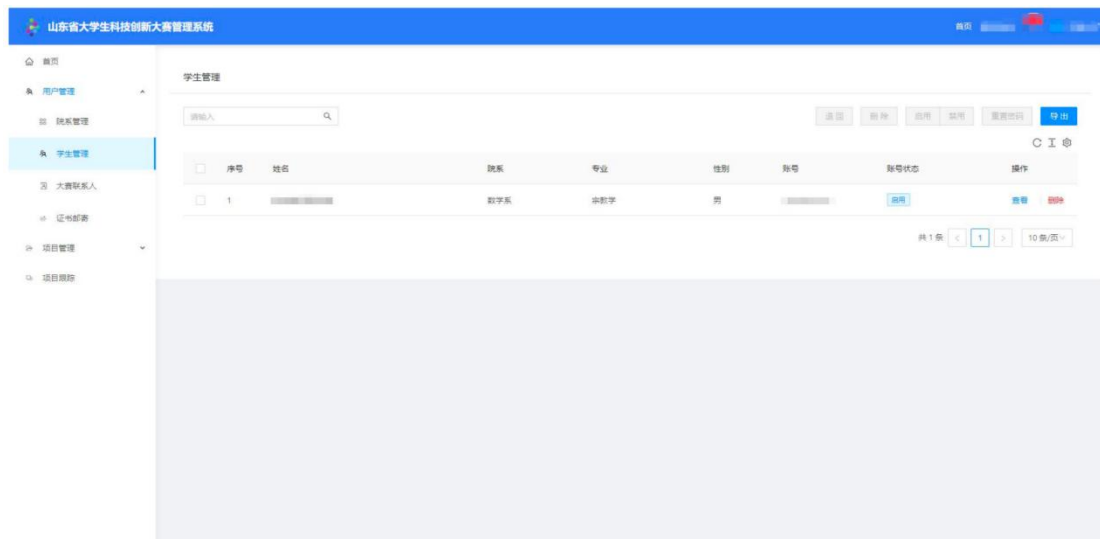 山东省大学生科技创新大赛管理系统
首页
首页
用户管理
院系管理
学生管理
大赛联系人
证书邮寄
项目管理
项目跟踪
学生管理
请输入
退回 删除 启用 禁用 重置密码 导出
序号 姓名 院系 专业 性别 账号 账号状态 操作
1 数学系 男 启用 查看 删除
共 1 条 < 1 > 10 条/页